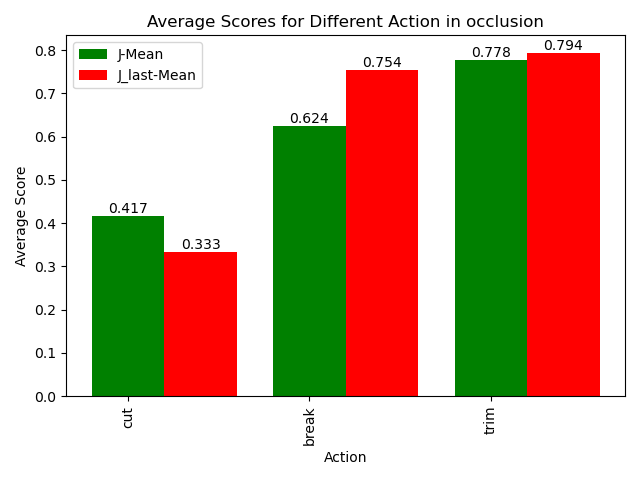 Average Scores for Different Action in occlusion
J-Mean
J_last-Mean
Average Score
0.8
0.7
0.6
0.5
0.4
0.3
0.2
0.1
0.0
0.417
0.333
0.624
0.754
0.778
0.794
cut
break
trim
Action